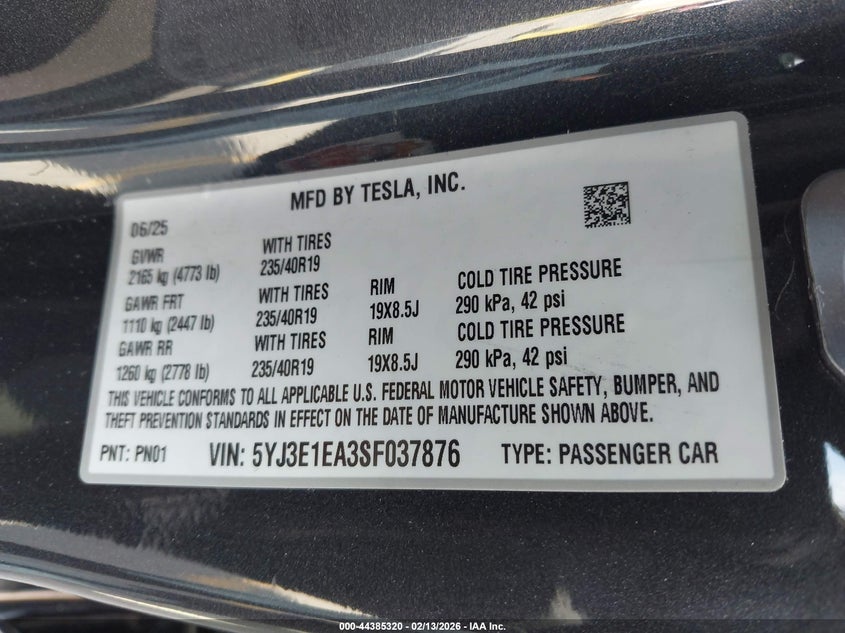 MFD BY TESLA, INC.
06/25
GVWR
2165 kg (4773 lb)
WITH TIRES
235/40R19
GAWR FRT
1110 kg (2447 lb)
WITH TIRES
235/40R19
RIM
19X8.5J
COLD TIRE PRESSURE
290 kPa, 42 psi
GAWR RR
1260 kg (2778 lb)
WITH TIRES
235/40R19
RIM
19X8.5J
COLD TIRE PRESSURE
290 kPa, 42 psi
THIS VEHICLE CONFORMS TO ALL APPLICABLE U.S. FEDERAL MOTOR VEHICLE SAFETY, BUMPER, AND
THEFT PREVENTION STANDARDS IN EFFECT ON THE DATE OF MANUFACTURE SHOWN ABOVE.
PNT: PN01 VIN: 5YJ3E1EA3SF037876 TYPE: PASSENGER CAR
000-44385320 - 02/13/2026 - IAA Inc.